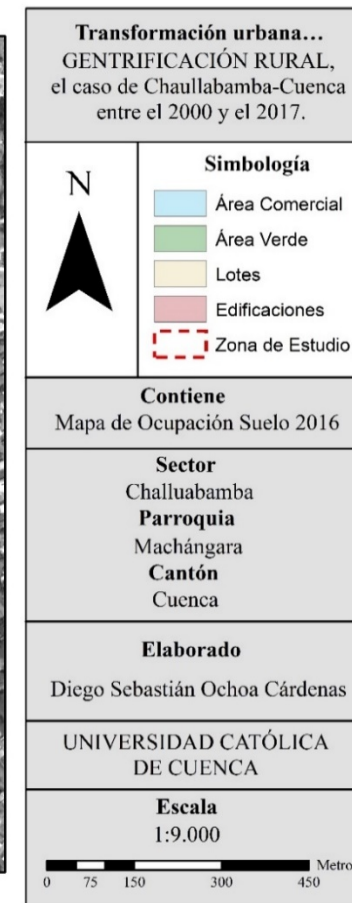 Transformación urbana…
GENTRIFICACIÓN RURAL,
el caso de Chaullabamba-Cuenca
entre el 2000 y el 2017.
Simbología
N
Área Comercial
Área Verde
Lotes
Edificaciones
Zona de Estudio
Contiene
Mapa de Ocupación Suelo 2016
Sector
Challuabamba
Parroquia
Machángara
Cantón
Cuenca
Elaborado
Diego Sebastián Ochoa Cárdenas
UNIVERSIDAD CATÓLICA
DE CUENCA
Escala
1:9.000
Metro
0 75 150 300 450